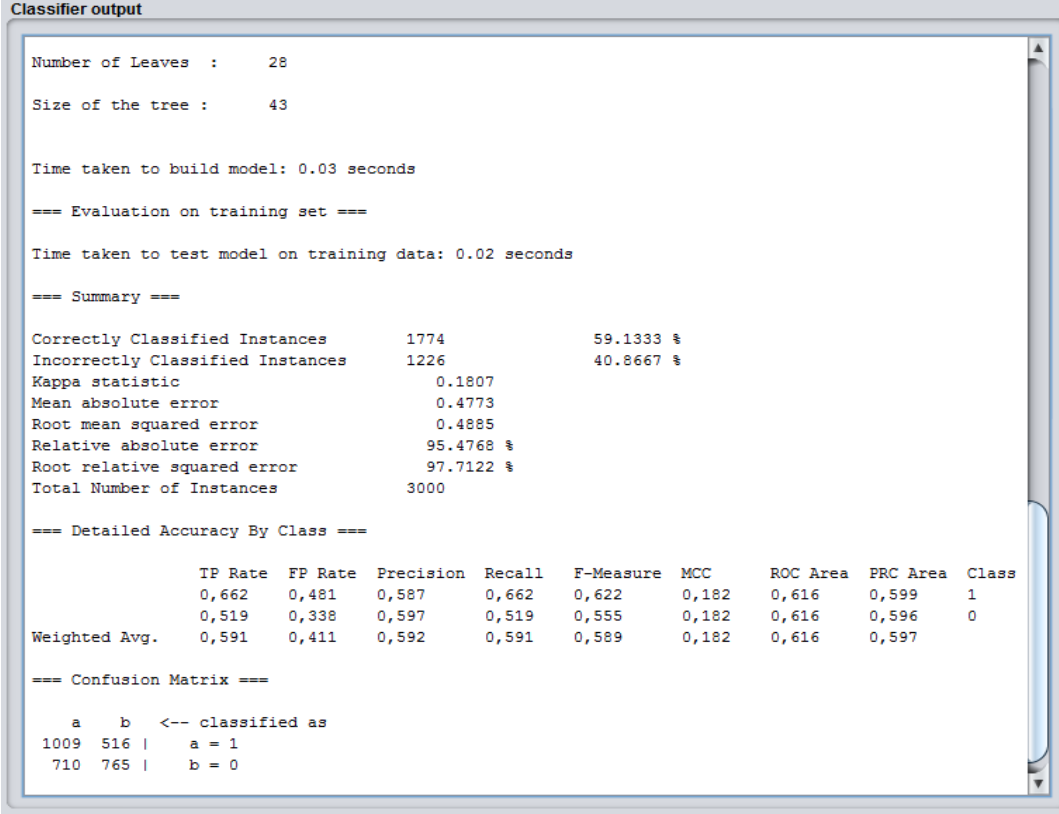 Classifier output
Number of Leaves  :     28
Size of the tree :     43
Time taken to build model: 0.03 seconds
=== Evaluation on training set ===
Time taken to test model on training data: 0.02 seconds
=== Summary ===
Correctly Classified Instances        1774               59.1333 %
Incorrectly Classified Instances      1226               40.8667 %
Kappa statistic                          0.1807
Mean absolute error                      0.4773
Root mean squared error                  0.4885
Relative absolute error                 95.4768 %
Root relative squared error             97.7122 %
Total Number of Instances             3000
=== Detailed Accuracy By Class ===
TP Rate  FP Rate  Precision  Recall   F-Measure  MCC      ROC Area  PRC Area  Class
0,662    0,481    0,587      0,662    0,622      0,182    0,616     0,599     1
0,519    0,338    0,597      0,519    0,555      0,182    0,616     0,596     0
Weighted Avg.    0,591    0,411    0,592      0,591    0,589      0,182    0,616     0,597
=== Confusion Matrix ===
a    b   <-- classified as
1009  516 |    a = 1
710  765 |    b = 0